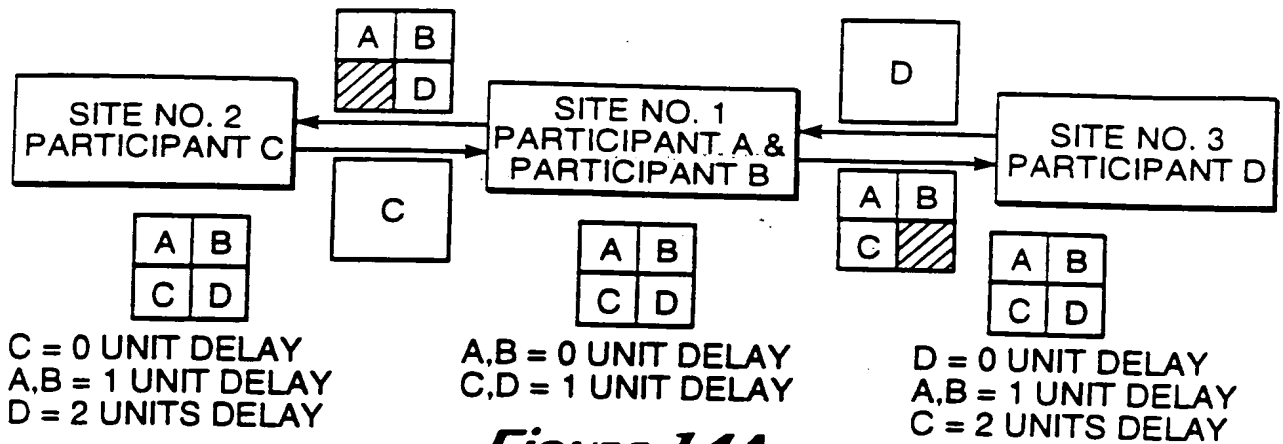 A B
D
D
SITE NO. 2
PARTICIPANT C
SITE NO. 1
PARTICIPANT A &
PARTICIPANT B
SITE NO. 3
PARTICIPANT D
C
A B
C
A B
C D
A B
C D
A B
C D
C = 0 UNIT DELAY
A,B = 1 UNIT DELAY
D = 2 UNITS DELAY
A,B = 0 UNIT DELAY
C,D = 1 UNIT DELAY
D = 0 UNIT DELAY
A,B = 1 UNIT DELAY
C = 2 UNITS DELAY